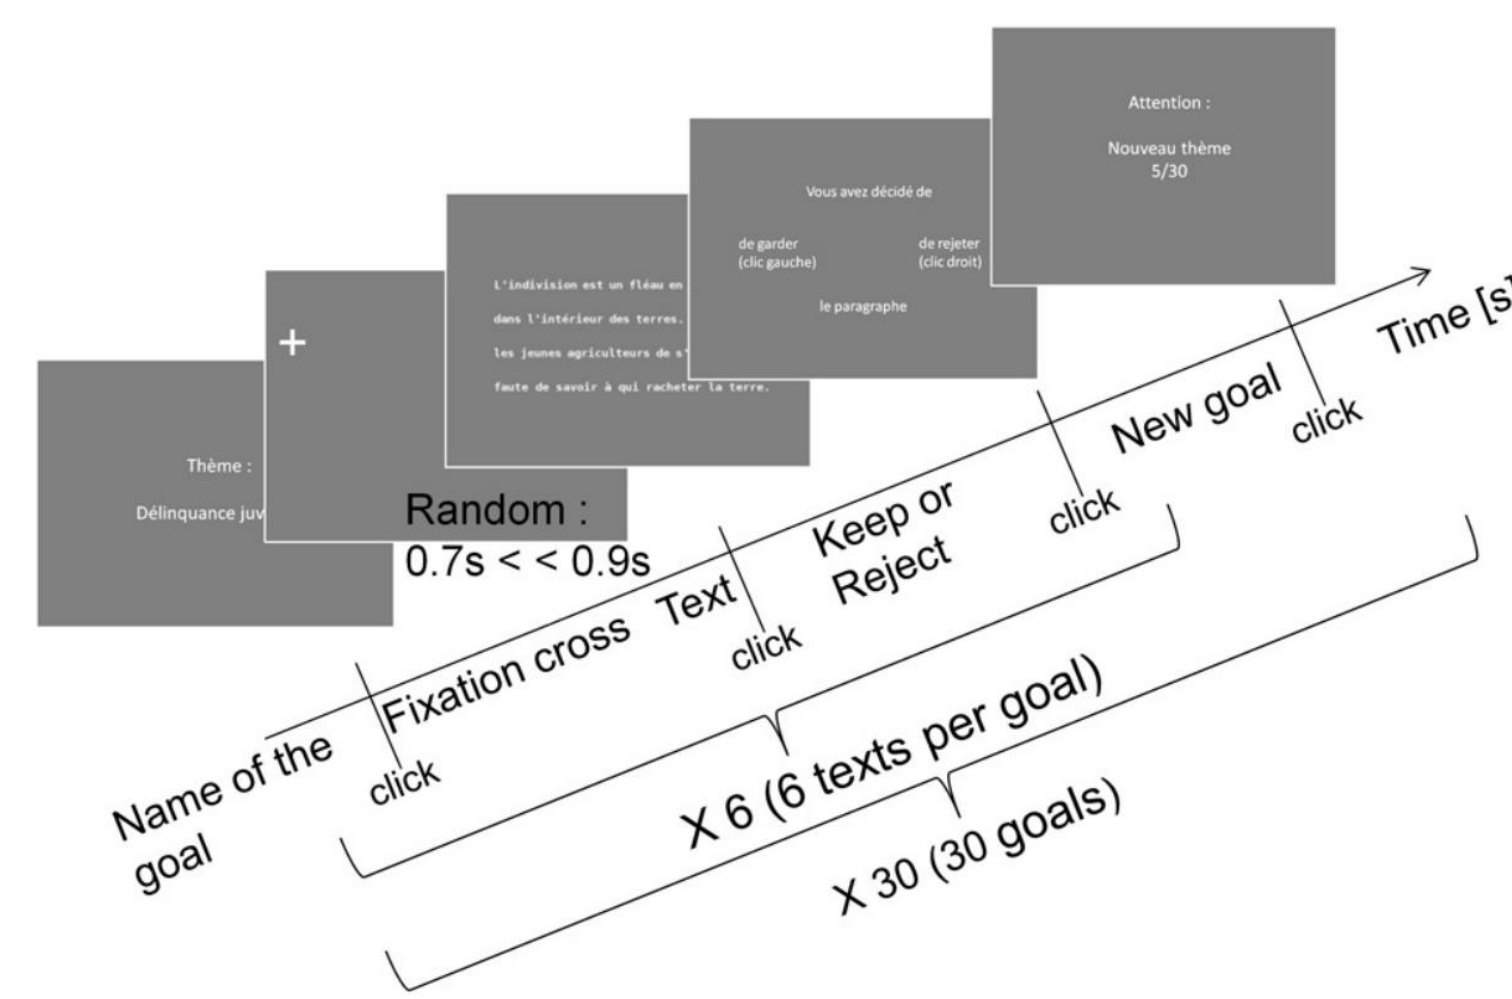 Thème :
Délinquance juv
+
L'indivision est un fléau en
dans l'intérieur des terres.
les jeunes agriculteurs de s'
faute de savoir à qui racheter la terre.
Vous avez décidé de
de garder
(clic gauche)
de rejeter
(clic droit)
le paragraphe
Attention :
Nouveau thème
5/30
Random :
0.7s < < 0.9s
Name of the
goal
click
Fixation cross
Text
click
Keep or
Reject
click
New goal
click
Time [s]
X 6 (6 texts per goal)
X 30 (30 goals)